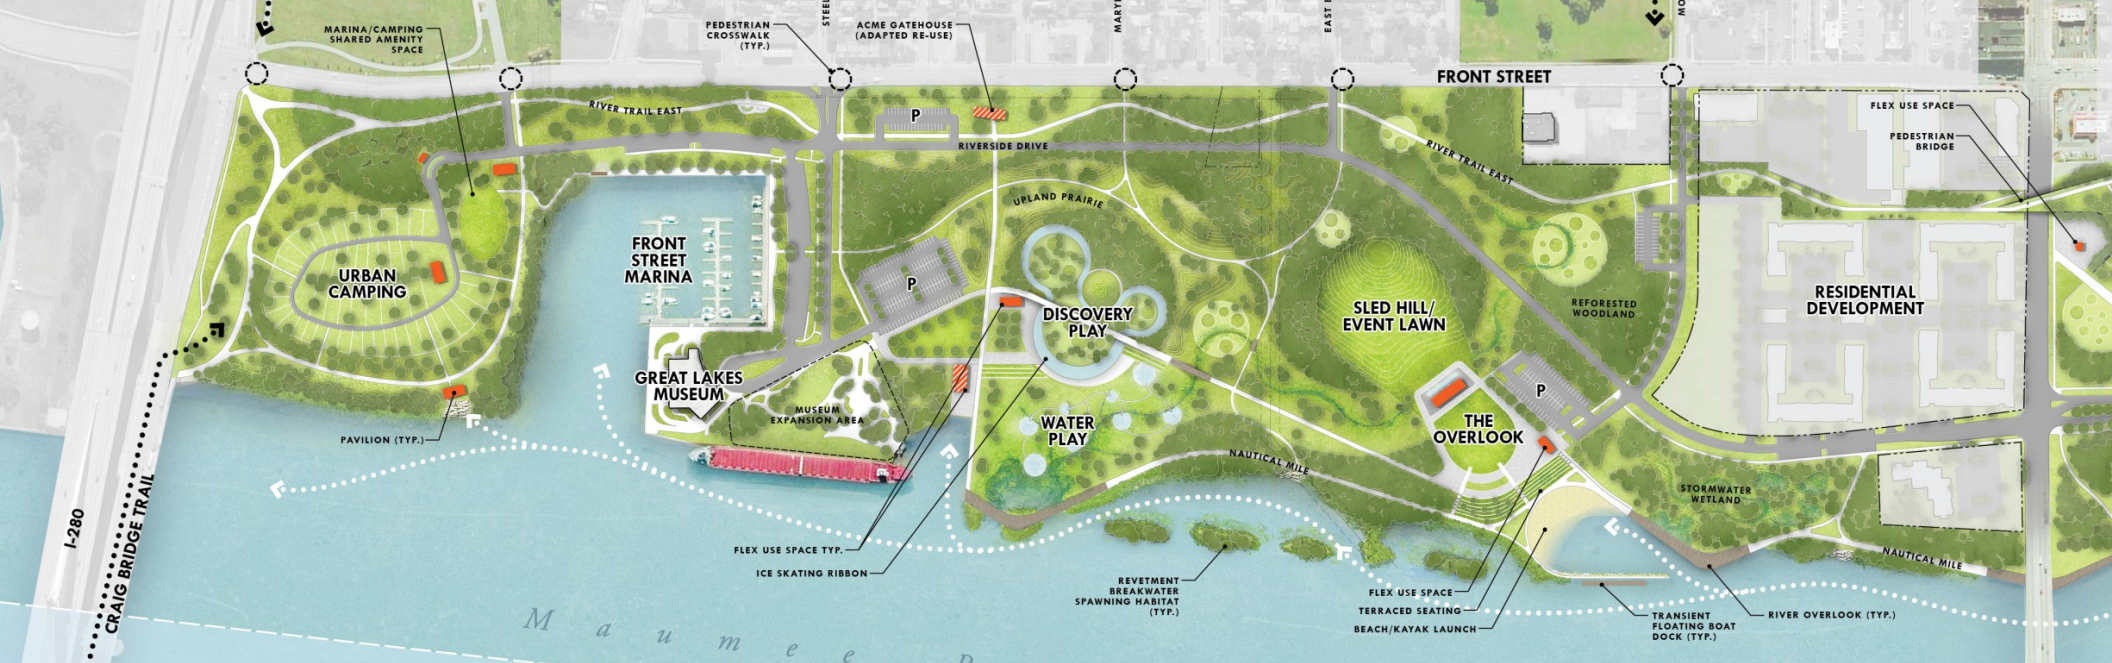 MARINA/CAMPING
SHARED AMENITY
SPACE
PEDESTRIAN
CROSSWALK
(TYP.)
STEEL
ACME GATEHOUSE
(ADAPTED RE-USE)
MARY
EAST
FRONT STREET
MO
FLEX USE SPACE
PEDESTRIAN
BRIDGE
RIVER TRAIL EAST
P
RIVERSIDE DRIVE
RIVER TRAIL EAST
UPLAND PRAIRIE
URBAN
CAMPING
FRONT
STREET
MARINA
P
DISCOVERY
PLAY
SLED HILL/
EVENT LAWN
REFORESTED
WOODLAND
RESIDENTIAL
DEVELOPMENT
GREAT LAKES
MUSEUM
MUSEUM
EXPANSION AREA
WATER
PLAY
P
THE
OVERLOOK
PAVILION (TYP.)
NAUTICAL MILE
STORMWATER
WETLAND
I-280
CRAIG BRIDGE TRAIL
FLEX USE SPACE TYP.
ICE SKATING RIBBON
REVETMENT
BREAKWATER
SPAWNING HABITAT
(TYP.)
FLEX USE SPACE
TERRACED SEATING
BEACH/KAYAK LAUNCH
TRANSIENT
FLOATING BOAT
DOCK (TYP.)
RIVER OVERLOOK (TYP.)
NAUTICAL MILE
Maumee